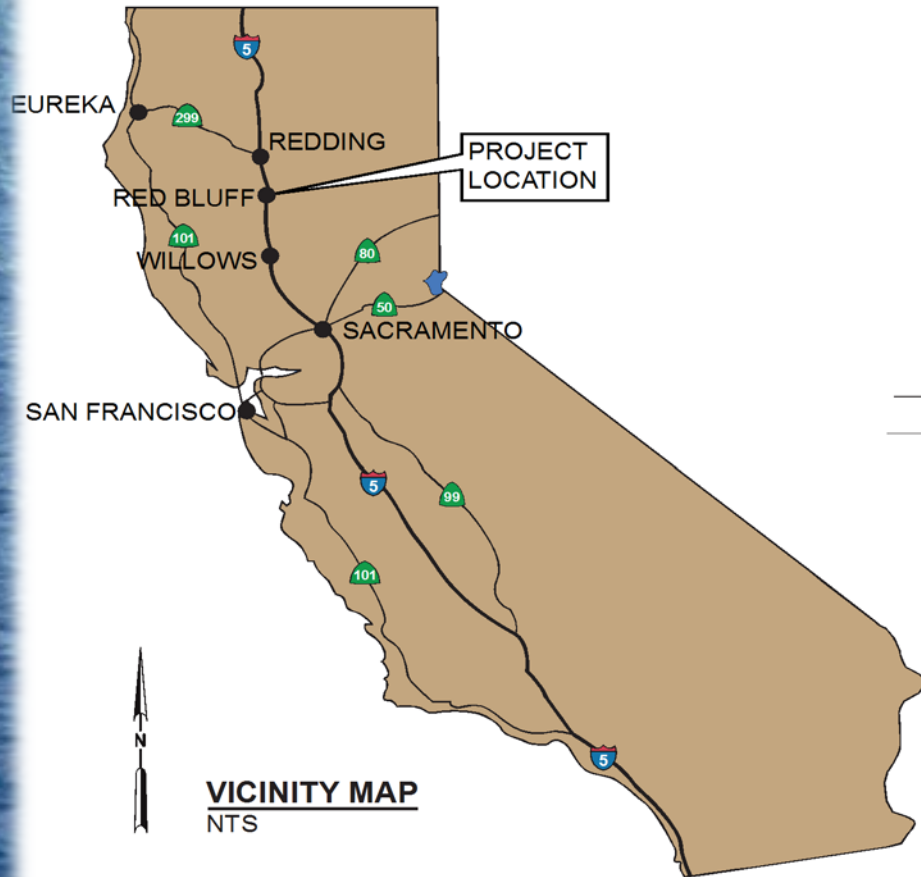 5
EUREKA
299
REDDING
PROJECT
LOCATION
RED BLUFF
101
WILLOWS
80
50
SACRAMENTO
SAN FRANCISCO
5
99
101
N
5
VICINITY MAP
NTS